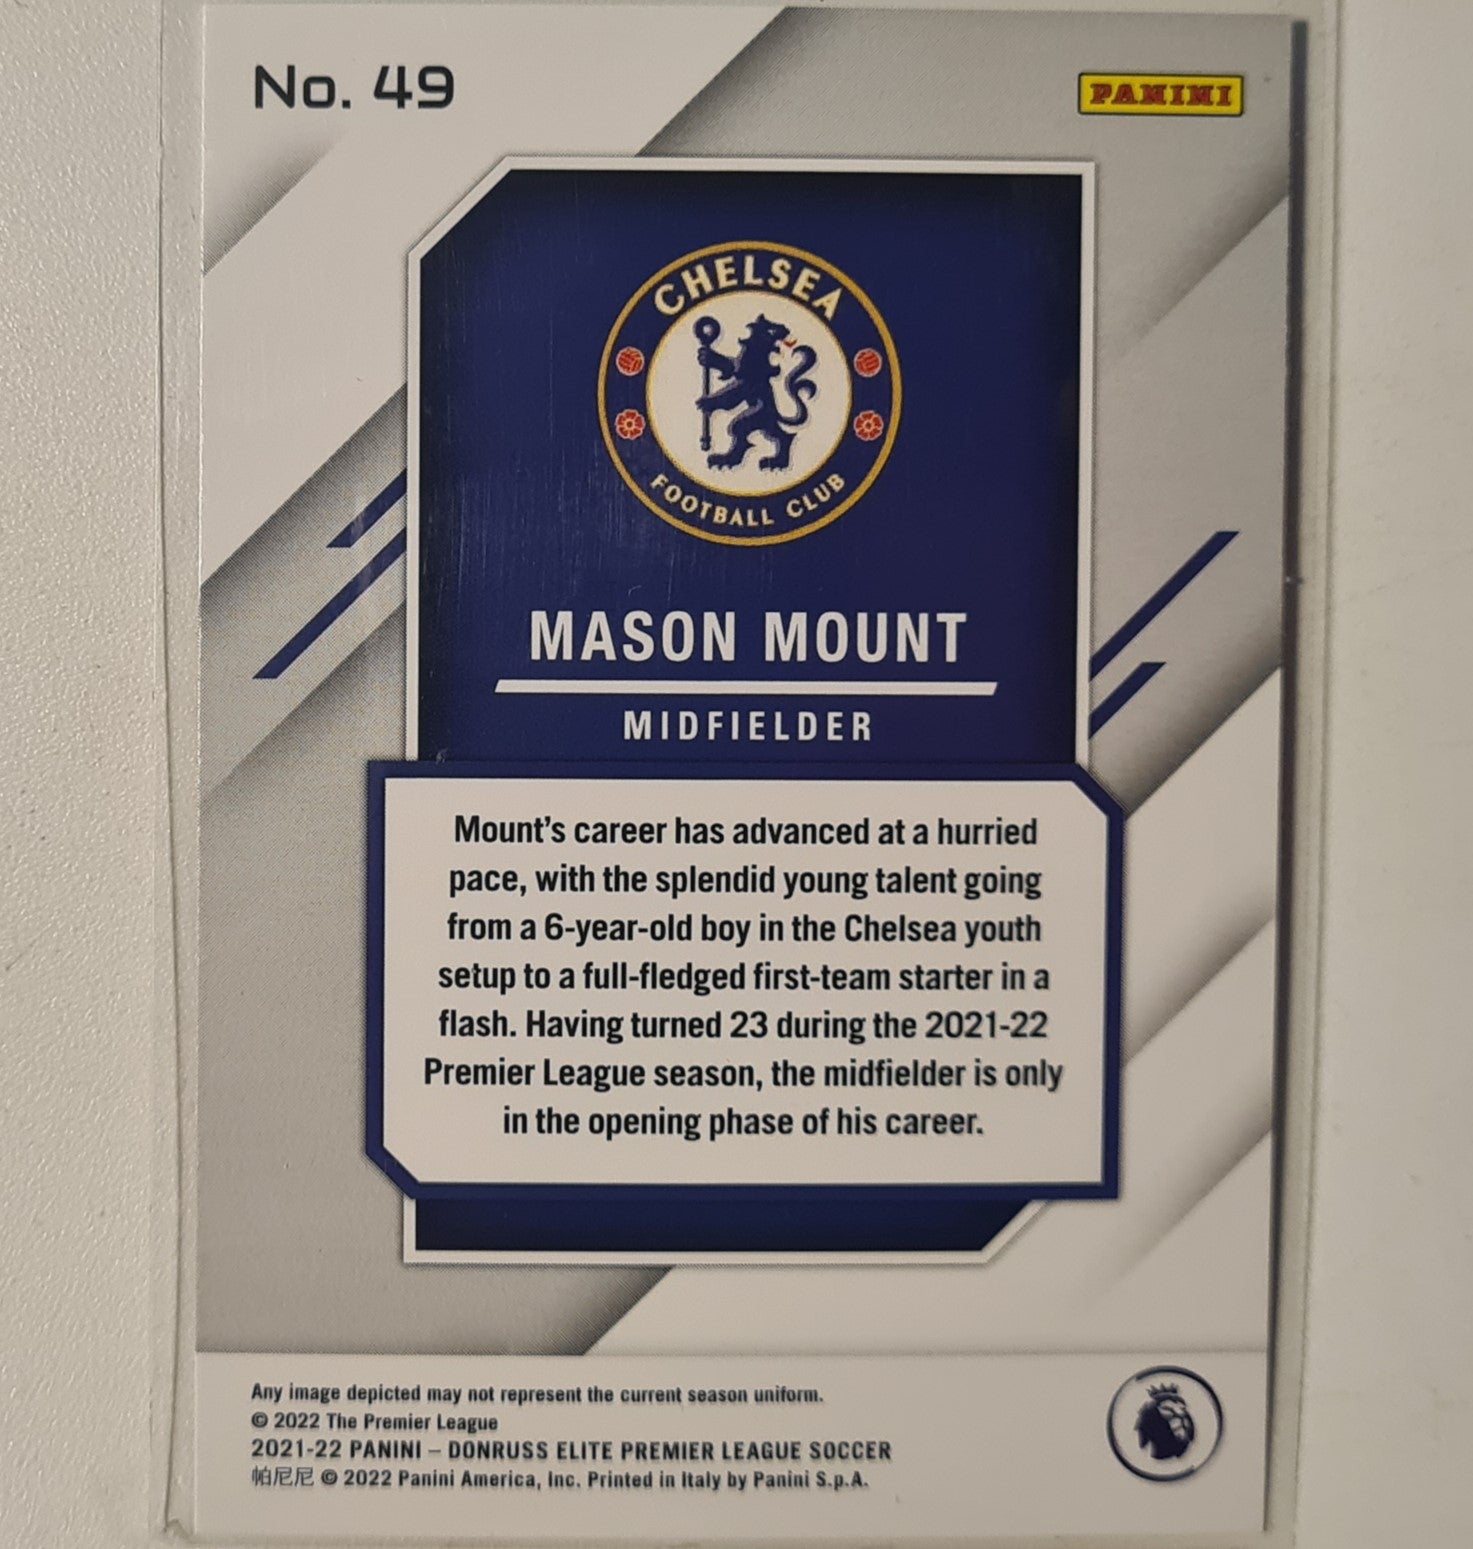 No. 49
PANINI
CHELSEA
FOOTBALL CLUB
MASON MOUNT
MIDFIELDER
Mount’s career has advanced at a hurried
pace, with the splendid young talent going
from a 6-year-old boy in the Chelsea youth
setup to a full-fledged first-team starter in a
flash. Having turned 23 during the 2021-22
Premier League season, the midfielder is only
in the opening phase of his career.
Any image depicted may not represent the current season uniform.
© 2022 The Premier League
2021-22 PANINI – DONRUSS ELITE PREMIER LEAGUE SOCCER
帕尼尼 © 2022 Panini America, Inc. Printed in Italy by Panini S.p.A.